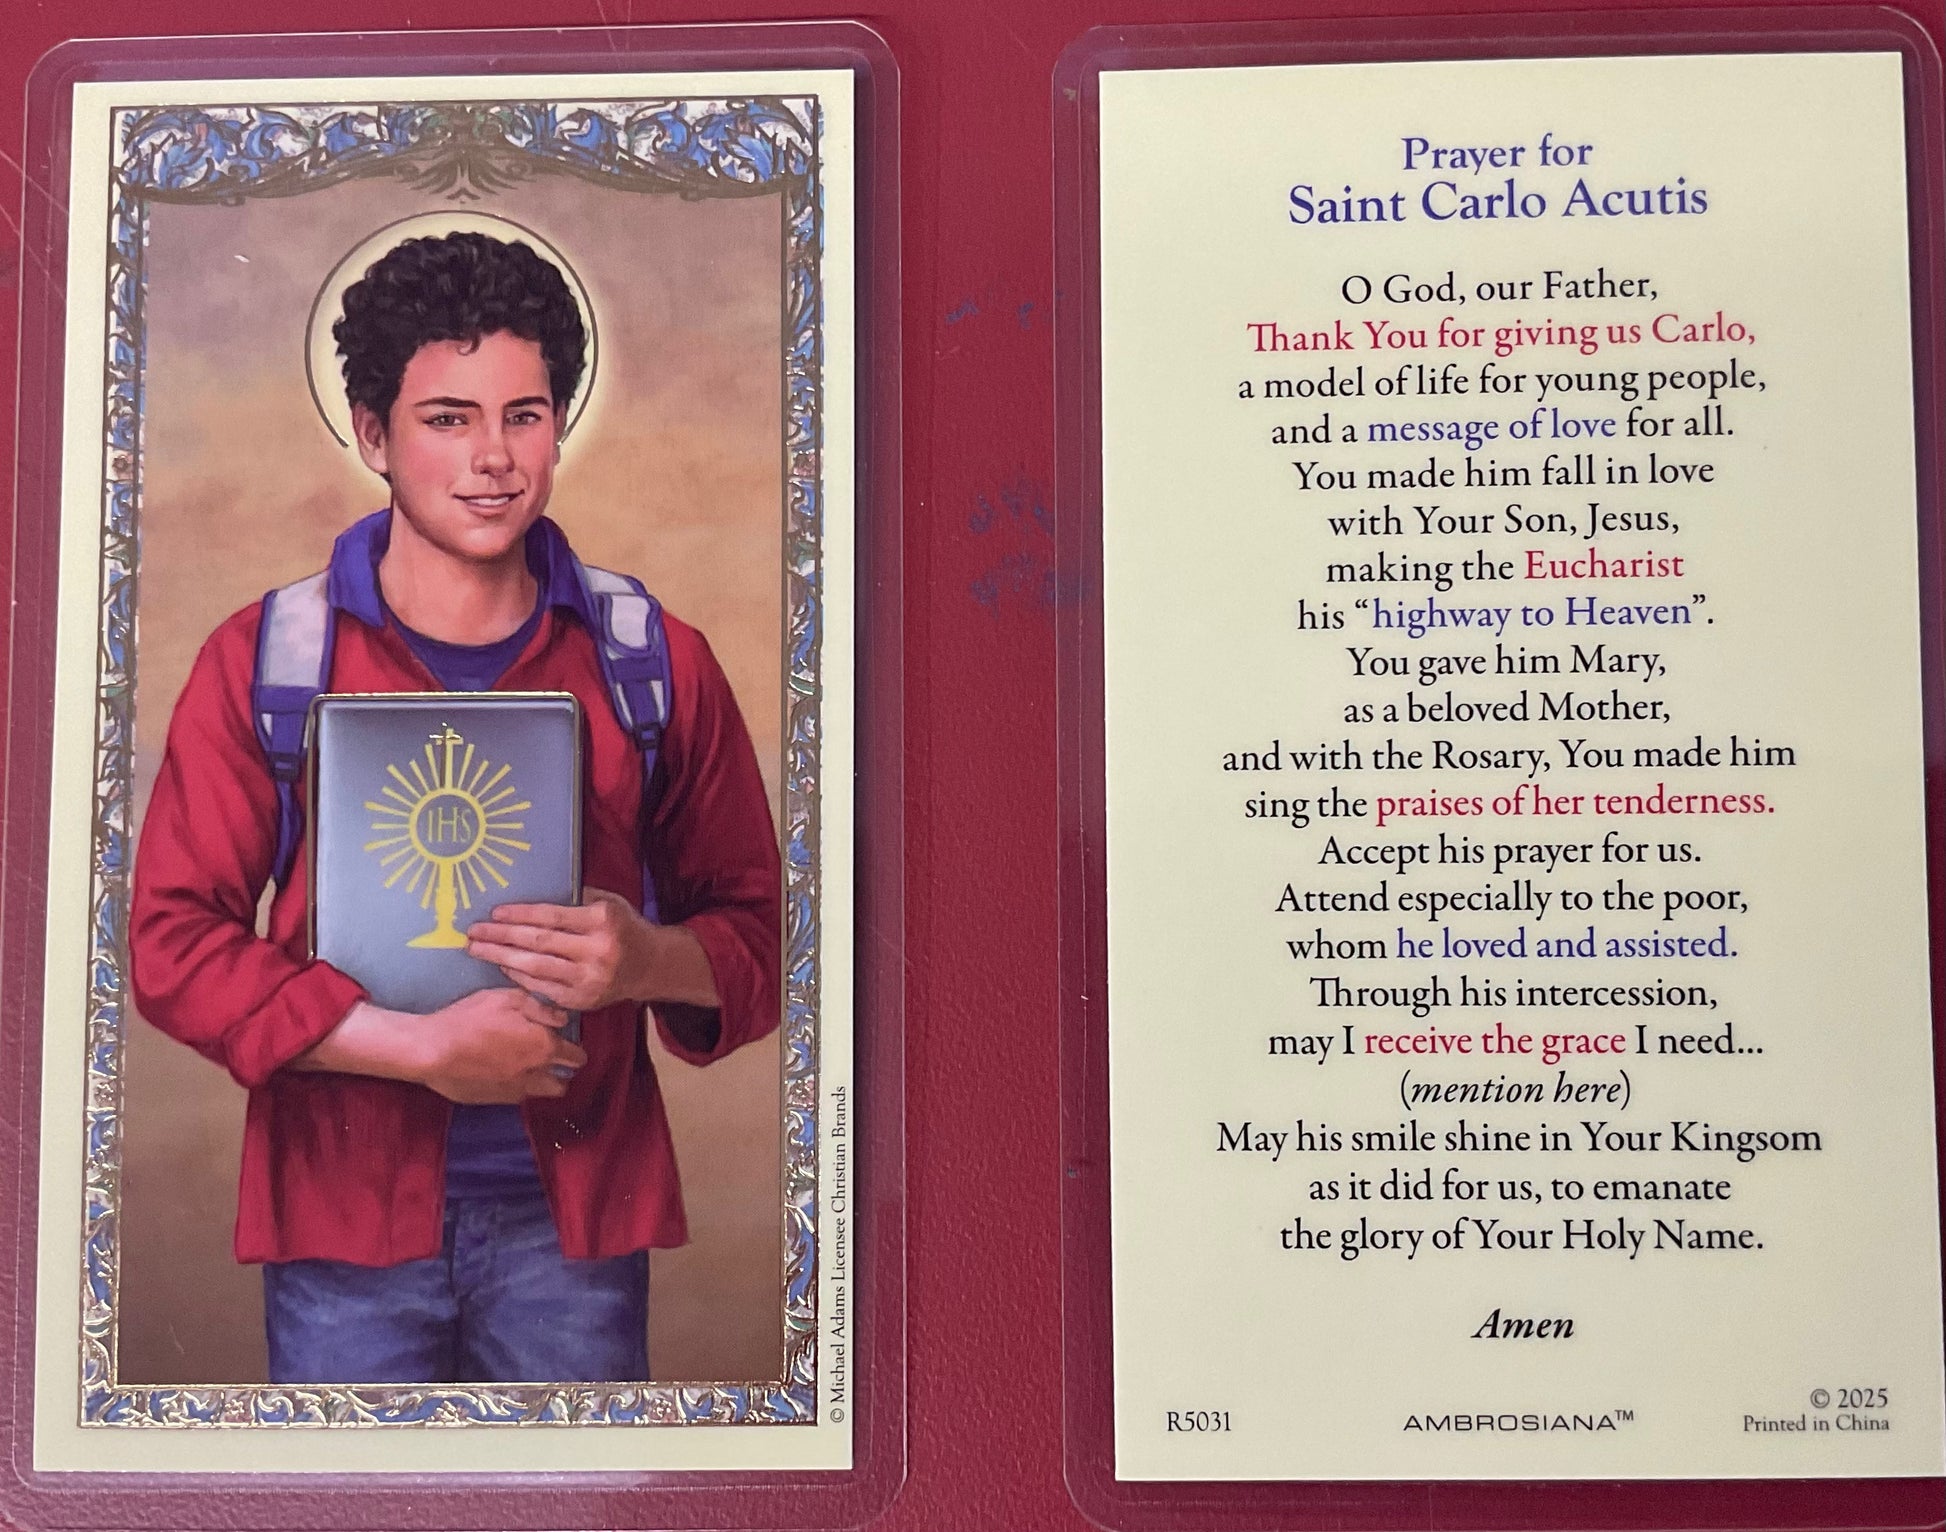 IHS
© Michael Adams Licensee Christian Brands
Prayer for
Saint Carlo Acutis
O God, our Father,
Thank You for giving us Carlo,
a model of life for young people,
and a message of love for all.
You made him fall in love
with Your Son, Jesus,
making the Eucharist
his “highway to Heaven”.
You gave him Mary,
as a beloved Mother,
and with the Rosary, You made him
sing the praises of her tenderness.
Accept his prayer for us.
Attend especially to the poor,
whom he loved and assisted.
Through his intercession,
may I receive the grace I need...
(mention here)
May his smile shine in Your Kingsom
as it did for us, to emanate
the glory of Your Holy Name.
Amen
R5031
AMBROSIANA™
© 2025
Printed in China